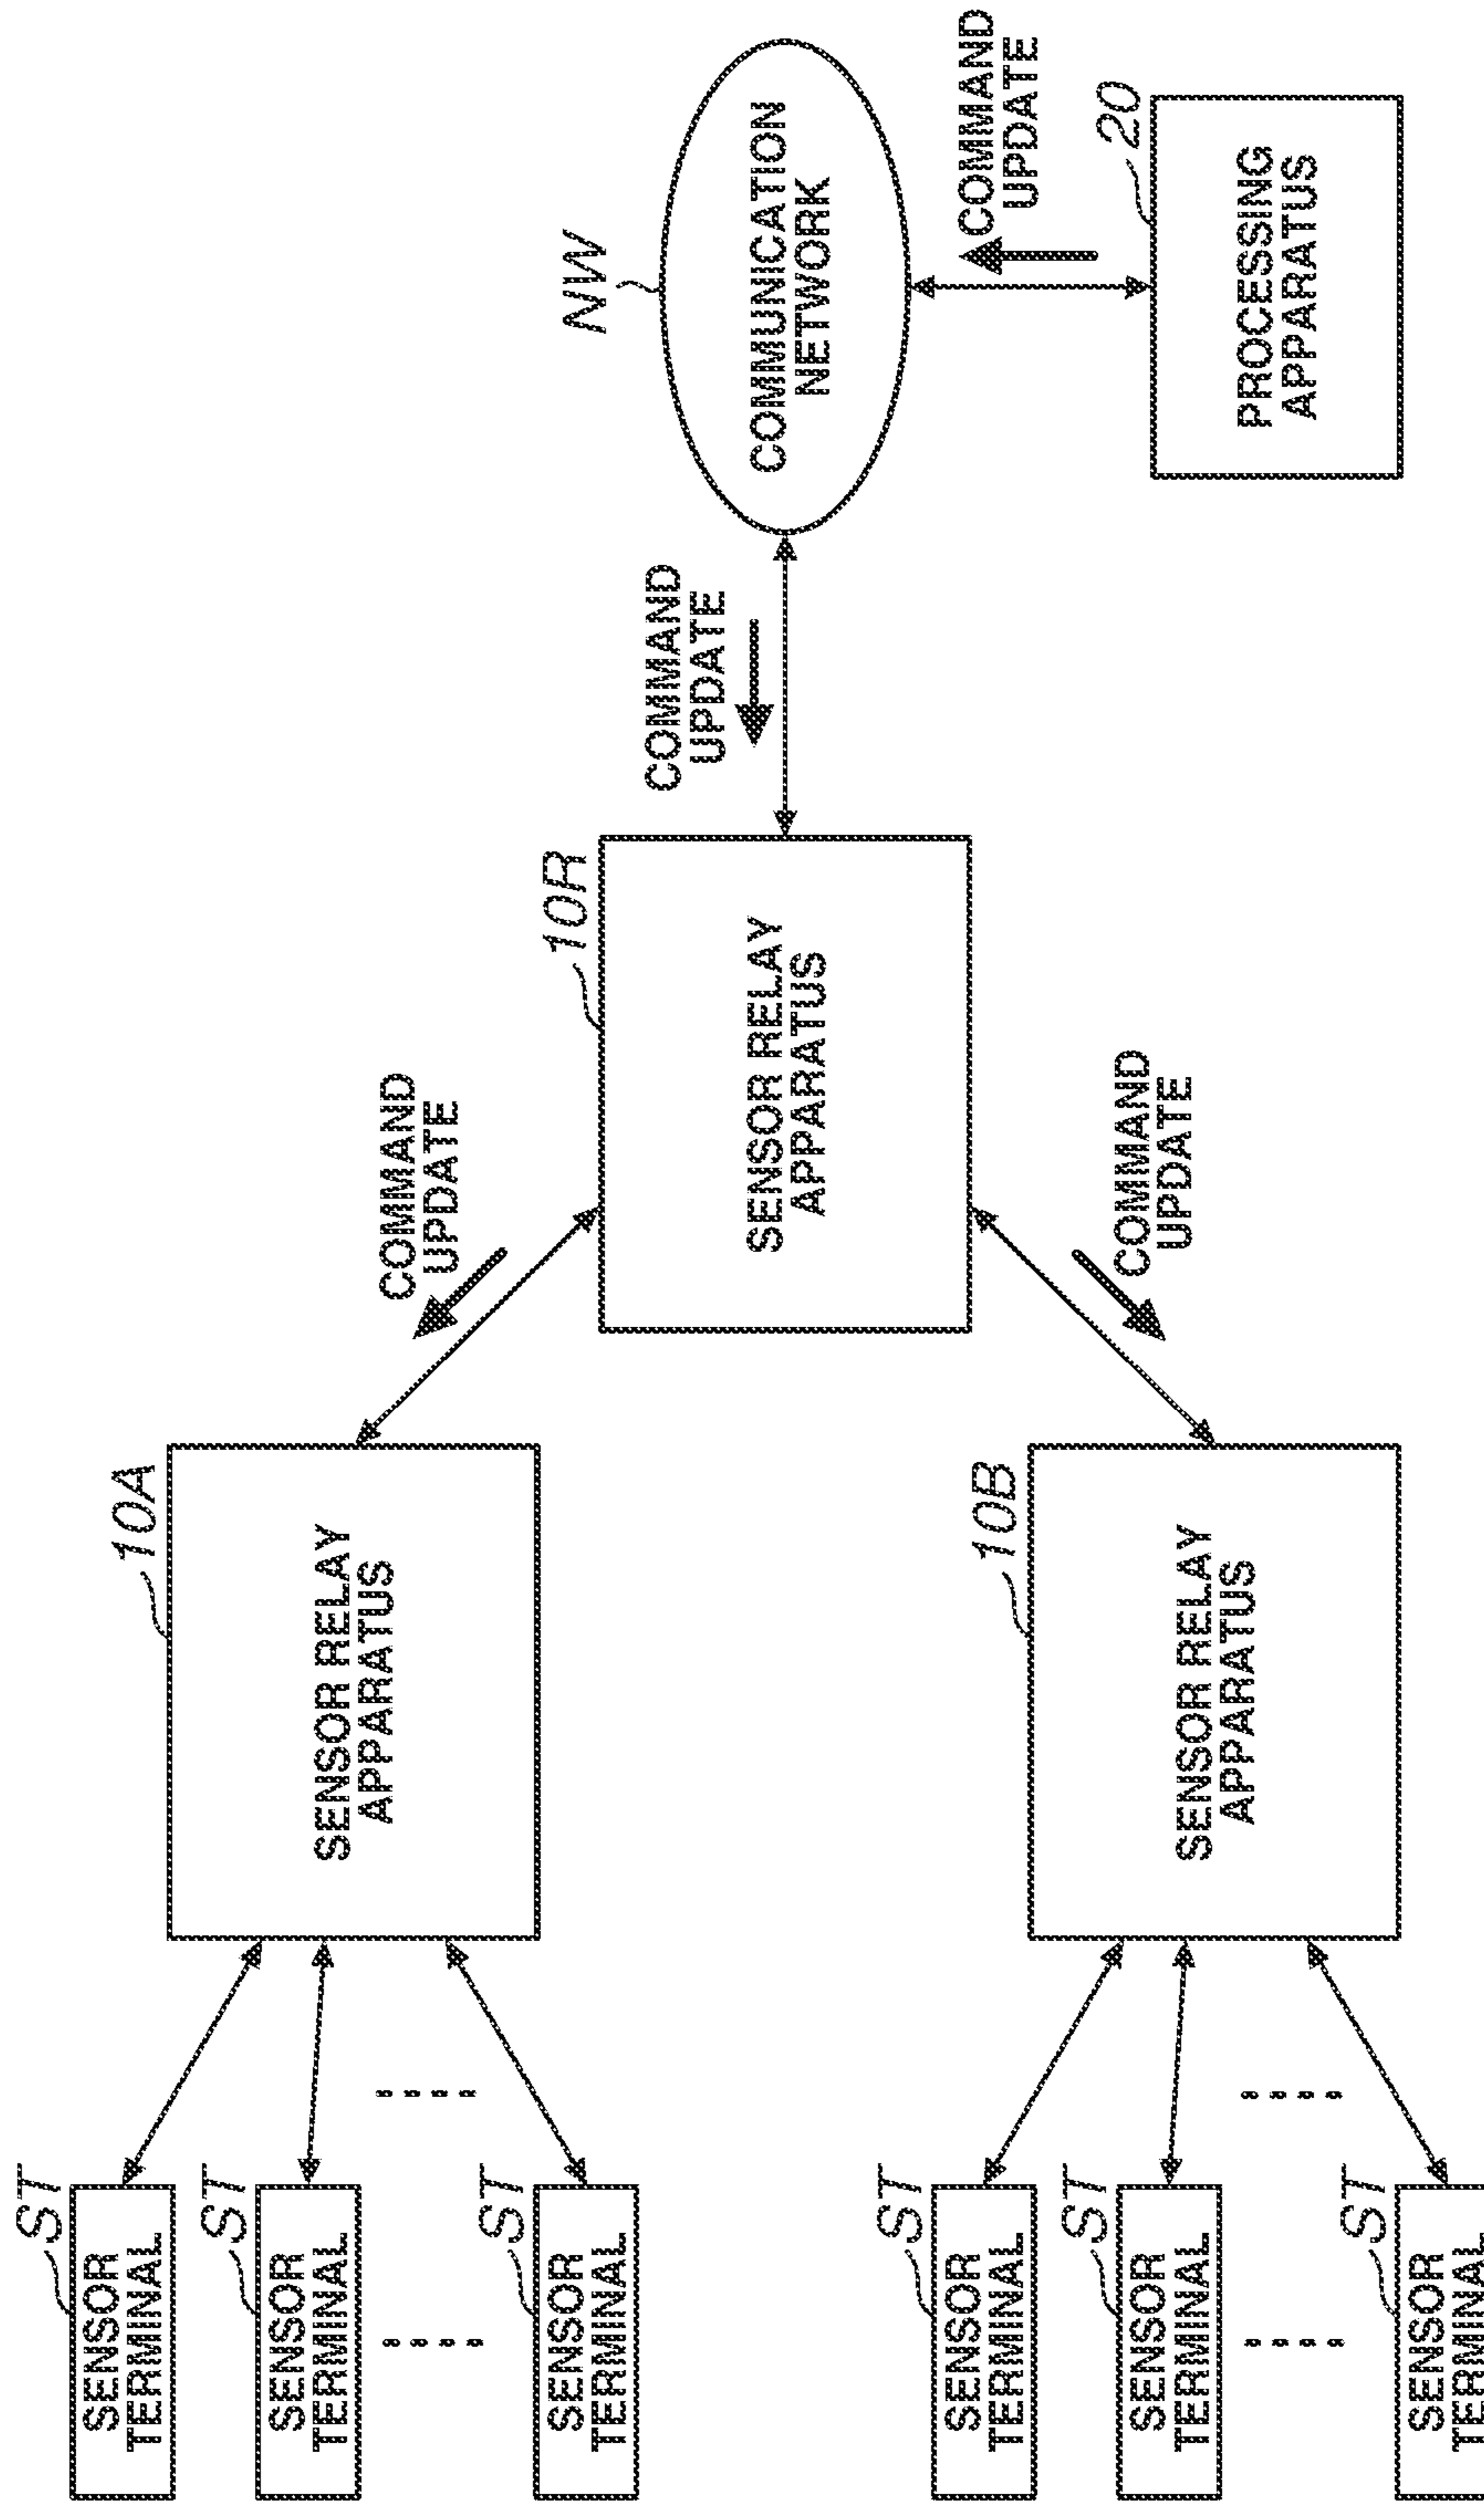 ST
SENSOR
TERMINAL
ST
SENSOR
TERMINAL
ST
SENSOR
TERMINAL
10A
SENSOR RELAY
APPARATUS
COMMAND
UPDATE
10R
SENSOR RELAY
APPARATUS
COMMAND
UPDATE
NW
COMMUNICATION
NETWORK
ST
SENSOR
TERMINAL
ST
SENSOR
TERMINAL
ST
SENSOR
TERMINAL
10B
SENSOR RELAY
APPARATUS
COMMAND
UPDATE
COMMAND
UPDATE
20
PROCESSING
APPARATUS